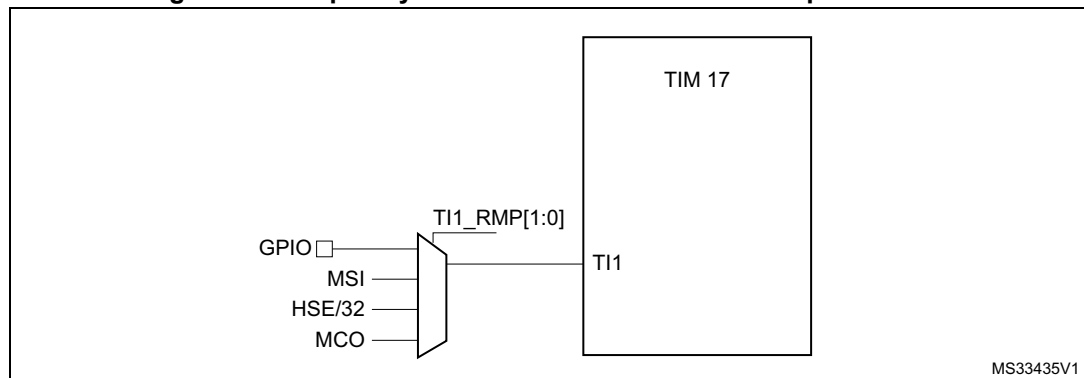 TIM 17
TI1_RMP[1:0]
GPIO
TI1
MSI
HSE/32
MCO
MS33435V1